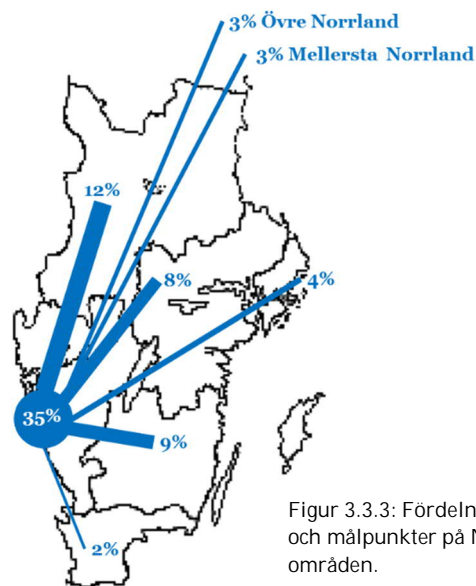 3% Övre Norrland
3% Mellersta Norrland
12%
8%
4%
35%
9%
2%
Figur 3.3.3:
och målpunkter på
områden.